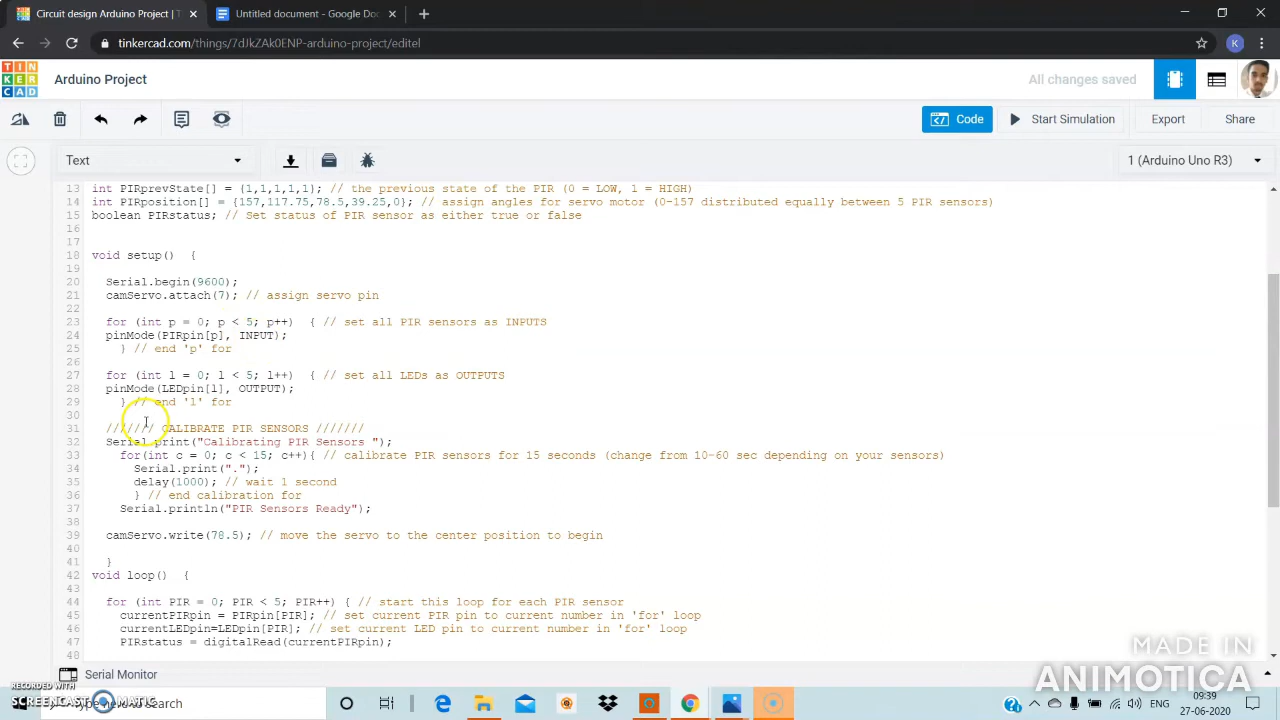 Circuit design Arduino Project | T
Untitled document - Google Doc
tinkercad.com/things/7dJkZAk0ENP-arduino-project/editel
K
TIN
KER
CAD
Arduino Project
All changes saved
Code
Start Simulation
Export
Share
Text
1 (Arduino Uno R3)
13 int PIRprevState[] = {1,1,1,1,1}; // the previous state of the PIR (0 = LOW, 1 = HIGH)
14 int PIRposition[] = {157,117.75,78.5,39.25,0}; // assign angles for servo motor (0-157 distributed equally between 5 PIR sensors)
15 boolean PIRstatus; // Set status of PIR sensor as either true or false
16
17
18 void setup() {
19
20 Serial.begin(9600);
21 camServo.attach(7); // assign servo pin
22
23 for (int p = 0; p < 5; p++) { // set all PIR sensors as INPUTS
24 pinMode(PIRpin[p], INPUT);
25 } // end 'p' for
26
27 for (int l = 0; l < 5; l++) { // set all LEDs as OUTPUTS
28 pinMode(LEDpin[l], OUTPUT);
29 } // end 'l' for
30
31 /////// CALIBRATE PIR SENSORS ///////
32 Serial.print("Calibrating PIR Sensors ");
33 for(int c = 0; c < 15; c++){ // calibrate PIR sensors for 15 seconds (change from 10-60 sec depending on your sensors)
34 Serial.print(".");
35 delay(1000); // wait 1 second
36 } // end calibration for
37 Serial.println("PIR Sensors Ready");
38
39 camServo.write(78.5); // move the servo to the center position to begin
40
41 }
42 void loop() {
43
44 for (int PIR = 0; PIR < 5; PIR++) { // start this loop for each PIR sensor
45 currentPIRpin = PIRpin[PIR]; // set current PIR pin to current number in 'for' loop
46 currentLEDpin=LEDpin[PIR]; // set current LED pin to current number in 'for' loop
47 PIRstatus = digitalRead(currentPIRpin);
48
Serial Monitor
MADE IN
ANIMOTICA
RECORDED WITH
SCREENCAST MATIC
here to search
ENG
09:39
27-06-2020